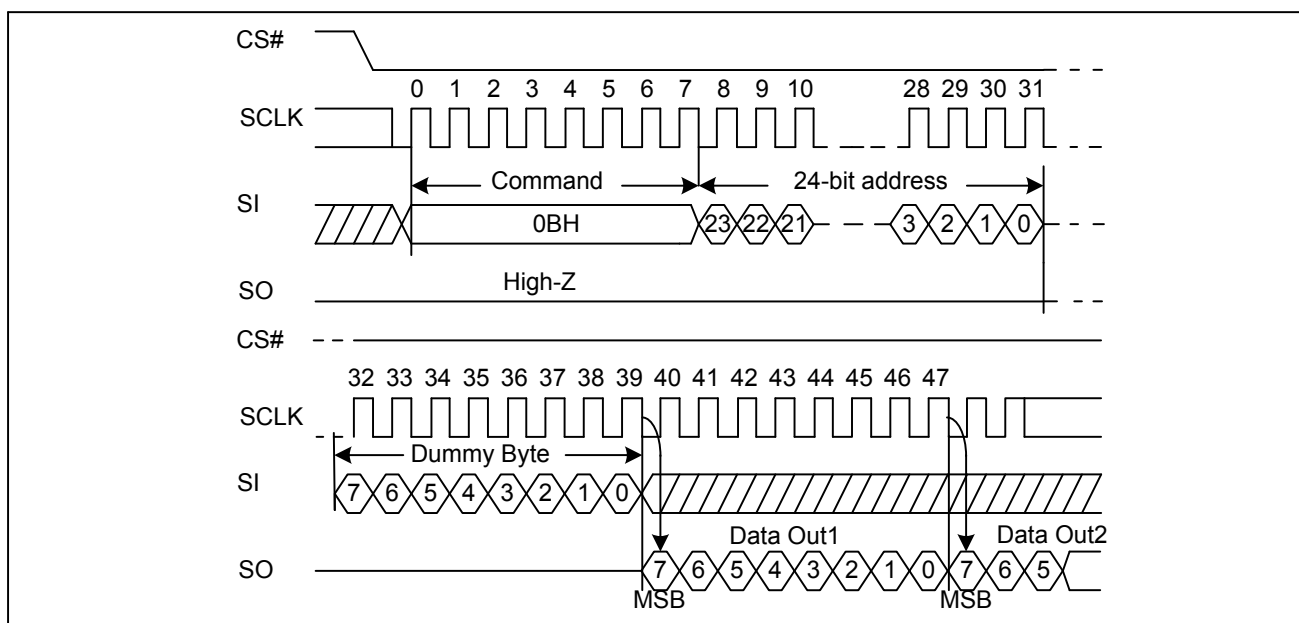 CS#
0 1 2 3 4 5 6 7 8 9 10 28 29 30 31
SCLK
Command 24-bit address
SI
0BH 23 22 21 3 2 1 0
High-Z
SO
CS#
32 33 34 35 36 37 38 39 40 41 42 43 44 45 46 47
SCLK
Dummy Byte
SI
7 6 5 4 3 2 1 0
Data Out1 Data Out2
SO
7 6 5 4 3 2 1 0 7 6 5
MSB MSB